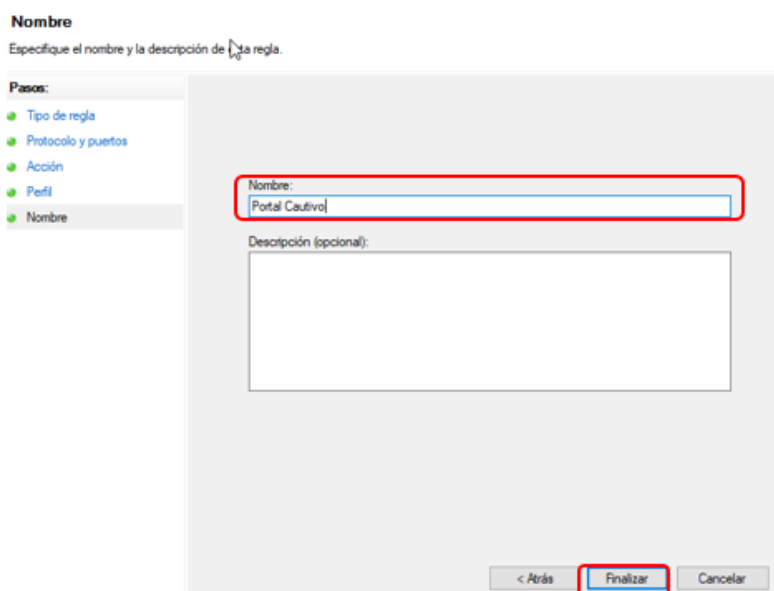 Nombre
Especifique el nombre y la descripción de esta regla.
Pasos:
Tipo de regla
Protocolo y puertos
Acción
Perfil
Nombre
Nombre:
Portal Cautivo
Descripción (opcional):
< Atrás
Finalizar
Cancelar